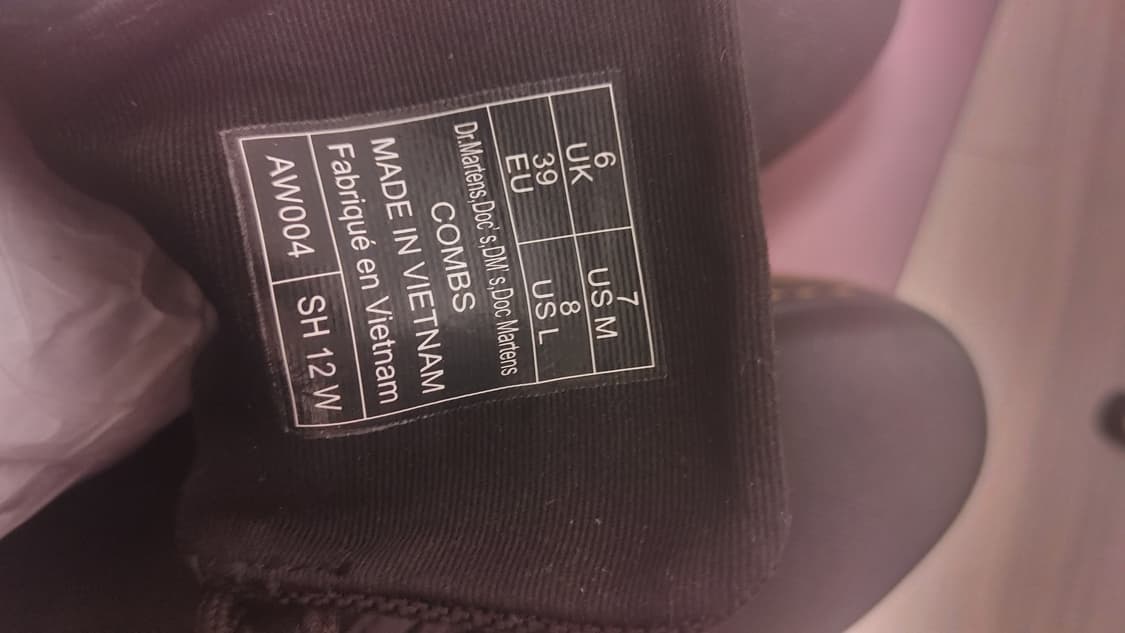 6
UK
7
US M
39
EU
8
US L
Dr.Martens,Doc's,DM's,Doc Martens
COMBS
MADE IN VIETNAM
Fabriqué en Vietnam
AW004 SH 12 W